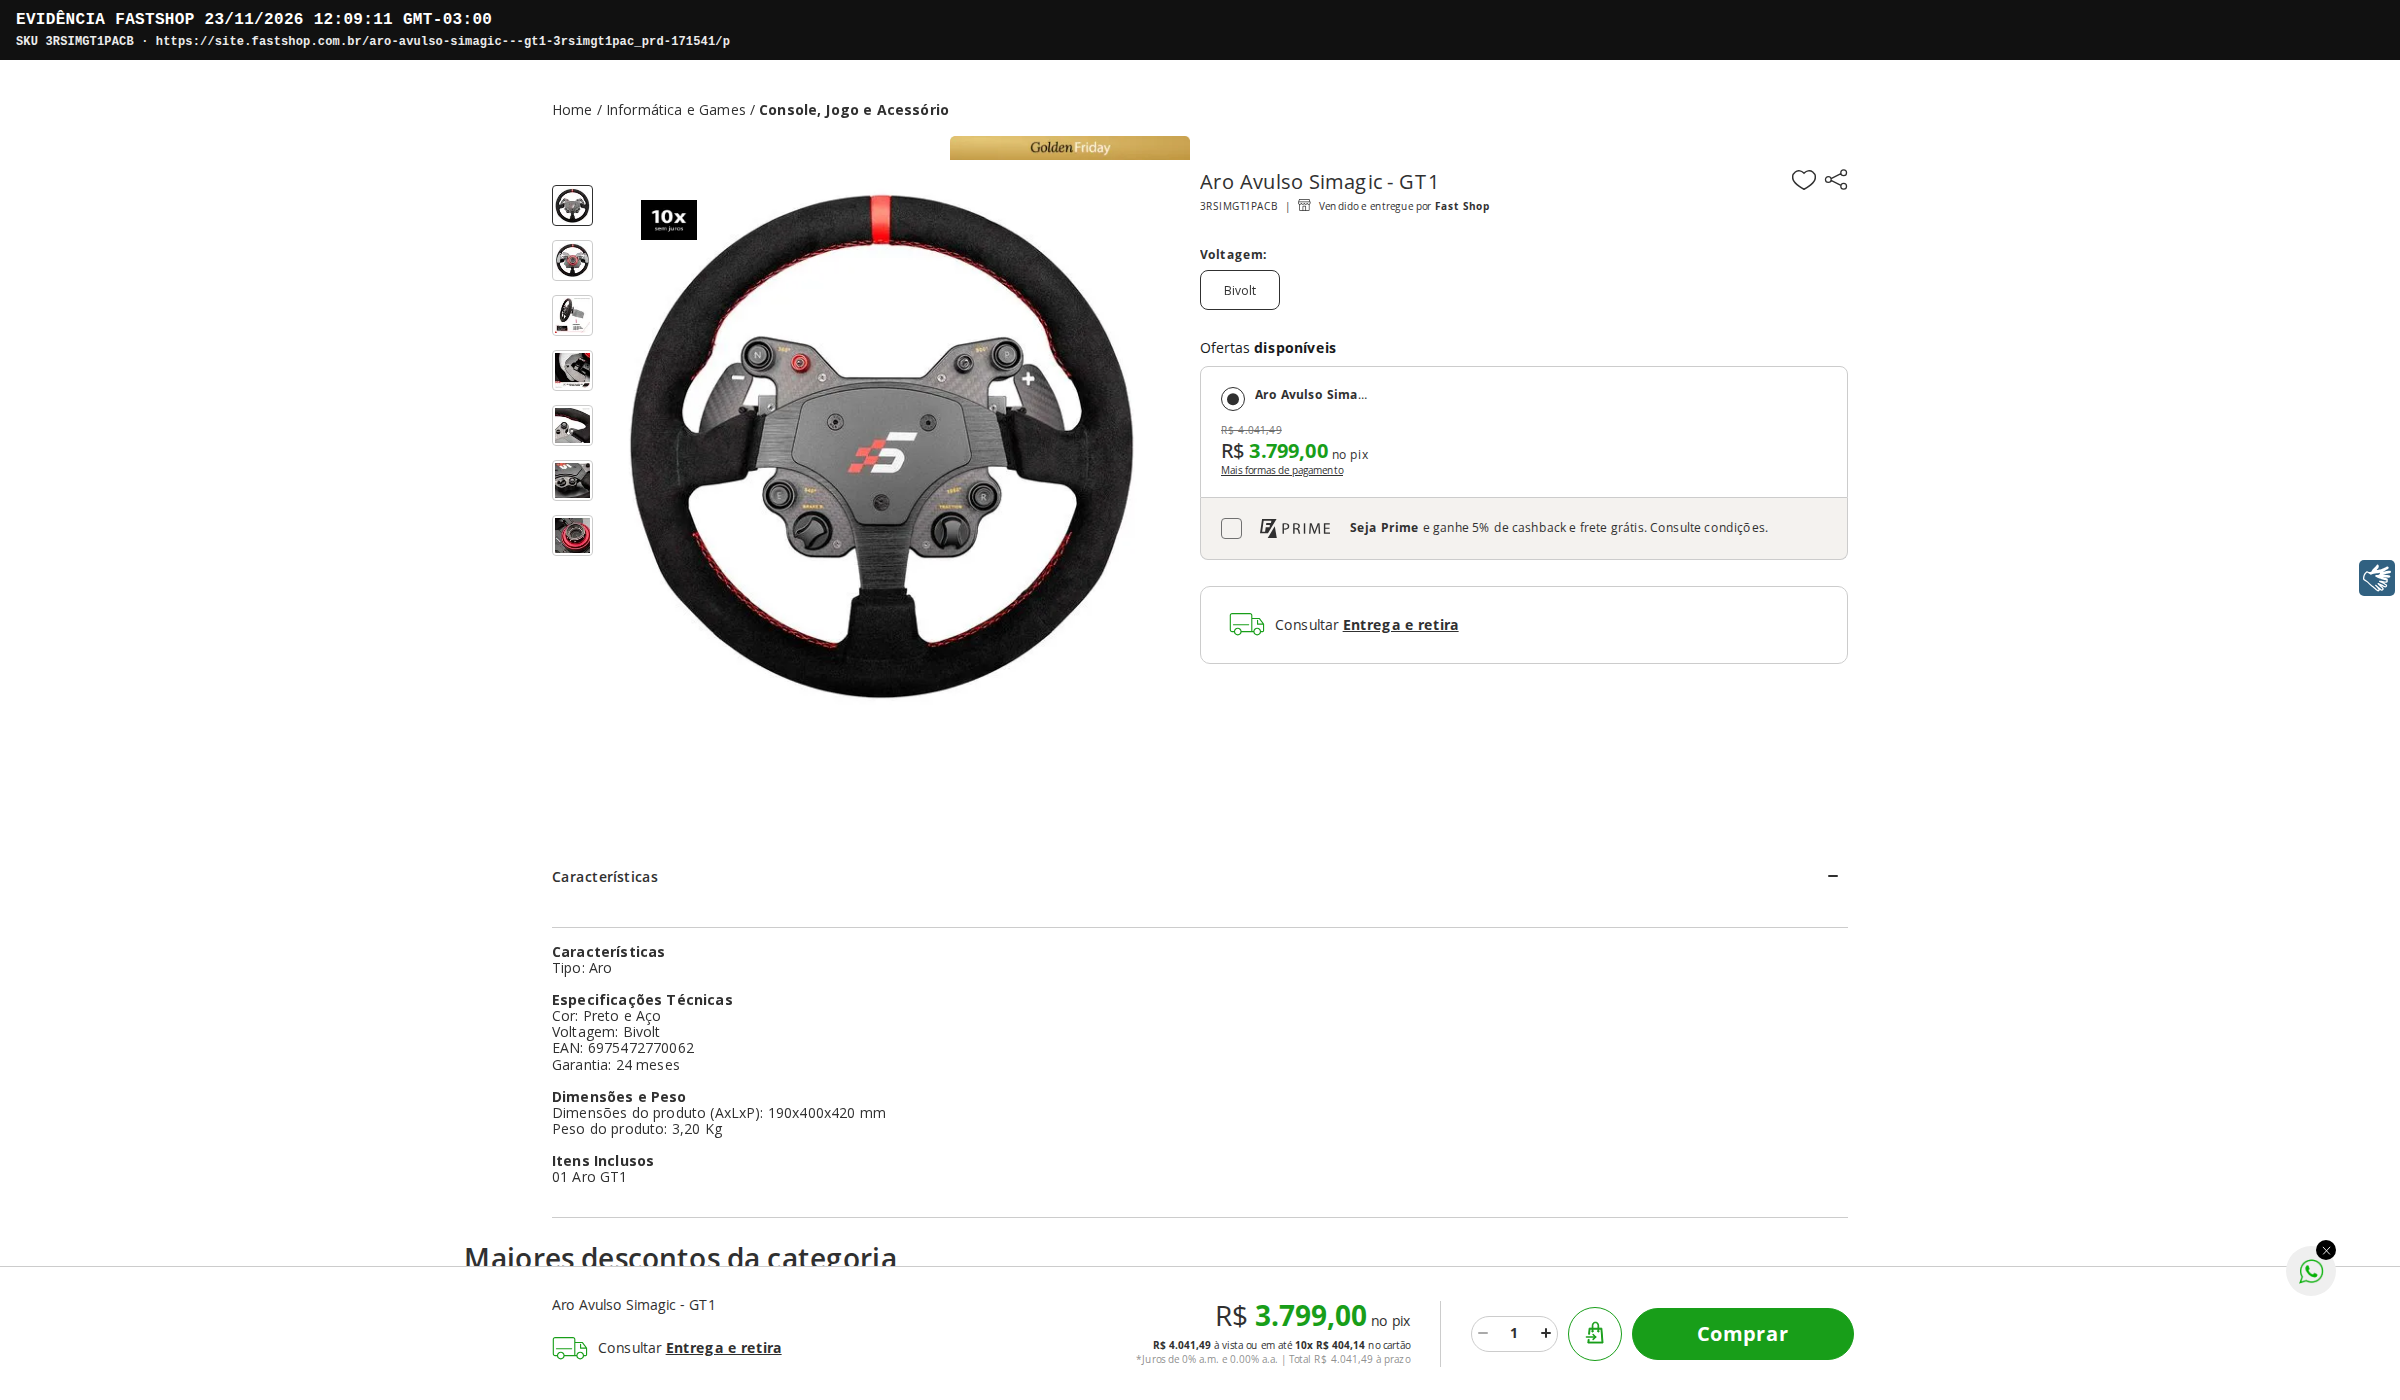 EVIDÊNCIA FASTSHOP 23/11/2026 12:09:11 GMT-03:00
SKU 3RSIMGT1PACB · https://site.fastshop.com.br/aro-avulso-simagic---gt1-3rsimgt1pac_prd-171541/p
Home / Informática e Games / Console, Jogo e Acessório
Golden Friday
10x
sem juros
Aro Avulso Simagic - GT1
3RSIMGT1PACB | Vendido e entregue por Fast Shop
Voltagem:
Bivolt
Ofertas disponíveis
Aro Avulso Sima...
R$ 4.041,49
R$ 3.799,00 no pix
Mais formas de pagamento
PRIME Seja Prime e ganhe 5% de cashback e frete grátis. Consulte condições.
Consultar Entrega e retira
N
P
E
R
Características
Características
Tipo: Aro
Especificações Técnicas
Cor: Preto e Aço
Voltagem: Bivolt
EAN: 6975472770062
Garantia: 24 meses
Dimensões e Peso
Dimensões do produto (AxLxP): 190x400x420 mm
Peso do produto: 3,20 Kg
Itens Inclusos
01 Aro GT1
Maiores descontos da categoria
Aro Avulso Simagic - GT1
Consultar Entrega e retira
R$ 3.799,00 no pix
R$ 4.041,49 à vista ou em até 10x R$ 404,14 no cartão
*Juros de 0% a.m. e 0.00% a.a. | Total R$ 4.041,49 à prazo
1
Comprar